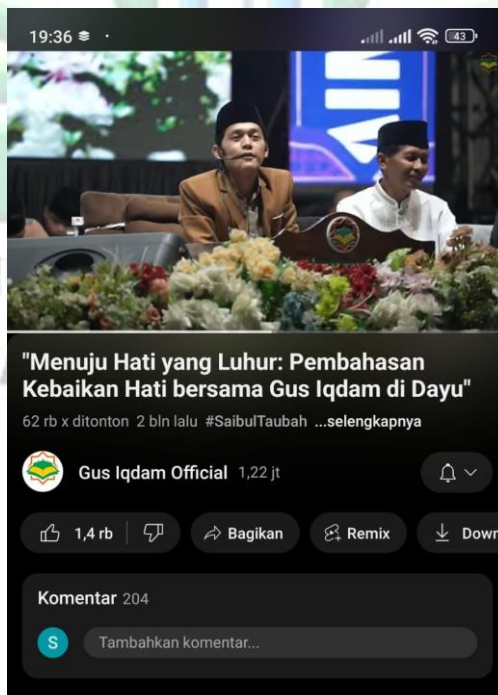 19:36
43
"Menuju Hati yang Luhur: Pembahasan
Kebaikan Hati bersama Gus Iqdam di Dayu"
62 rb x ditonton 2 bln lalu #SaibulTaubah ...selengkapnya
Gus Iqdam Official 1,22 jt
1,4 rb Bagikan Remix Down
Komentar 204
S Tambahkan komentar...